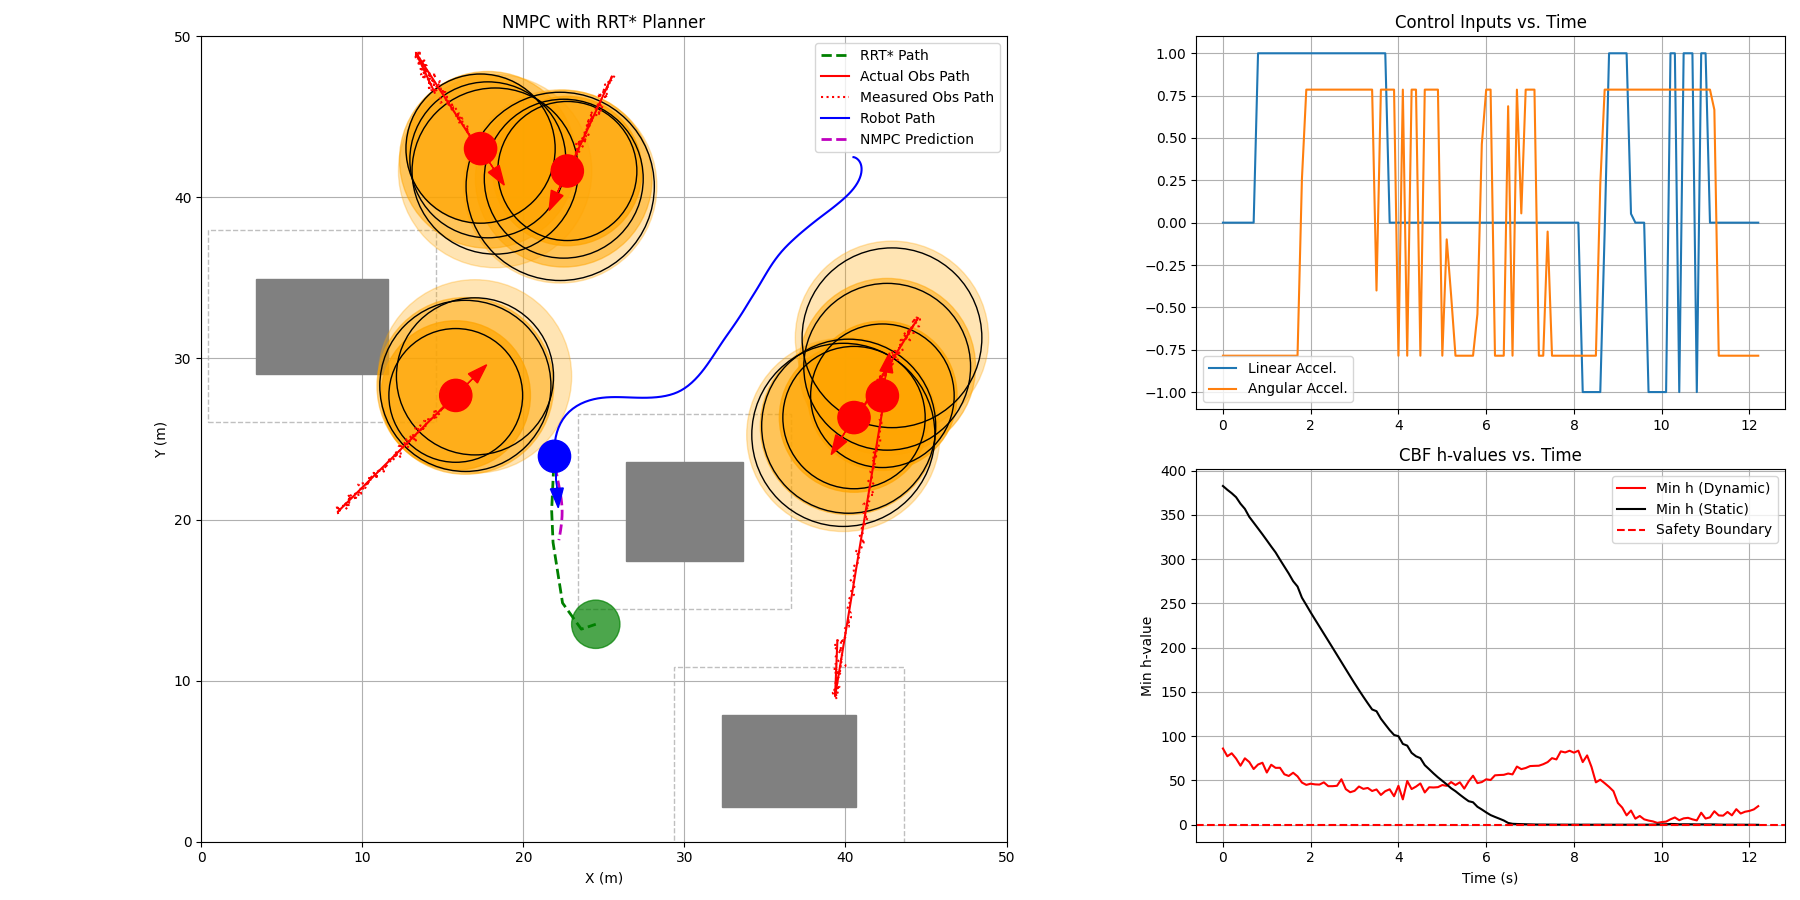 NMPC with RRT* Planner
50
40
30
20
10
0
0
10
20
30
40
50
Y (m)
X (m)
RRT* Path
Actual Obs Path
Measured Obs Path
Robot Path
NMPC Prediction
Control Inputs vs. Time
1.00
0.75
0.50
0.25
0.00
−0.25
−0.50
−0.75
−1.00
Linear Accel.
Angular Accel.
0
2
4
6
8
10
12
CBF h-values vs. Time
400
350
300
250
200
150
100
50
0
Min h-value
Min h (Dynamic)
Min h (Static)
Safety Boundary
0
2
4
6
8
10
12
Time (s)